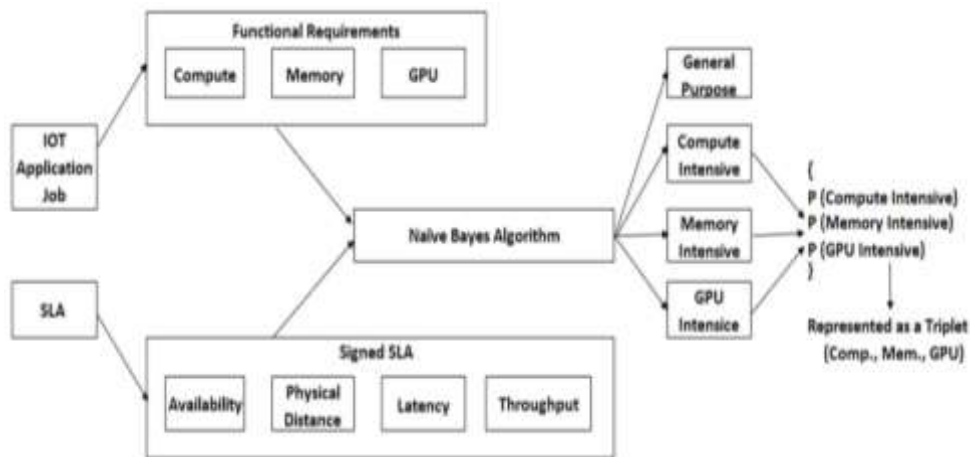 Functional Requirements
Compute
Memory
GPU
IOT
Application
Job
SLA
Signed SLA
Availability
Physical
Distance
Latency
Throughput
Naïve Bayes Algorithm
General
Purpose
Compute
Intensive
Memory
Intensive
GPU
Intensice
{
P (Compute Intensive)
P (Memory Intensive)
P (GPU Intensive)
}
Represented as a Triplet
(Comp., Mem., GPU)